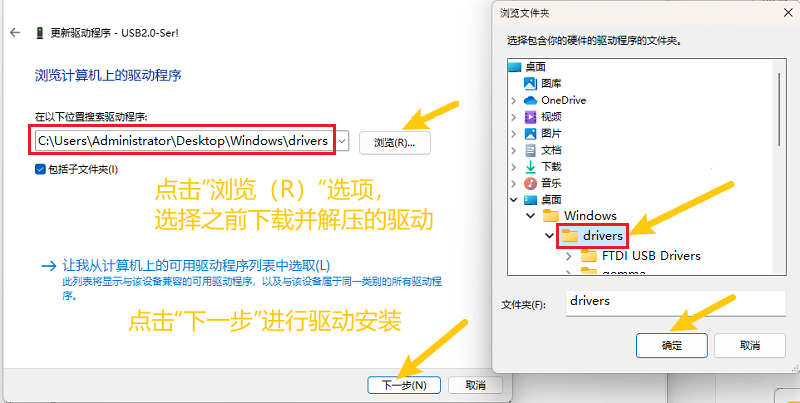 更新驱动程序 - USB2.0-Ser!
浏览计算机上的驱动程序
在以下位置搜索驱动程序:
C:\Users\Administrator\Desktop\Windows\drivers
浏览(R)...
包括子文件夹(I)
点击“浏览（R）“选项,
选择之前下载并解压的驱动
让我从计算机上的可用驱动程序列表中选取(L)
此列表将显示与该设备兼容的可用驱动程序，以及与该设备属于同一类别的所有驱动程
序。
点击“下一步”进行驱动安装
下一步(N)
取消
浏览文件夹
选择包含你的硬件的驱动程序的文件夹。
桌面
图库
OneDrive
视频
图片
文档
下载
音乐
桌面
Windows
drivers
FTDI USB Drivers
文件夹(F):
drivers
确定
取消